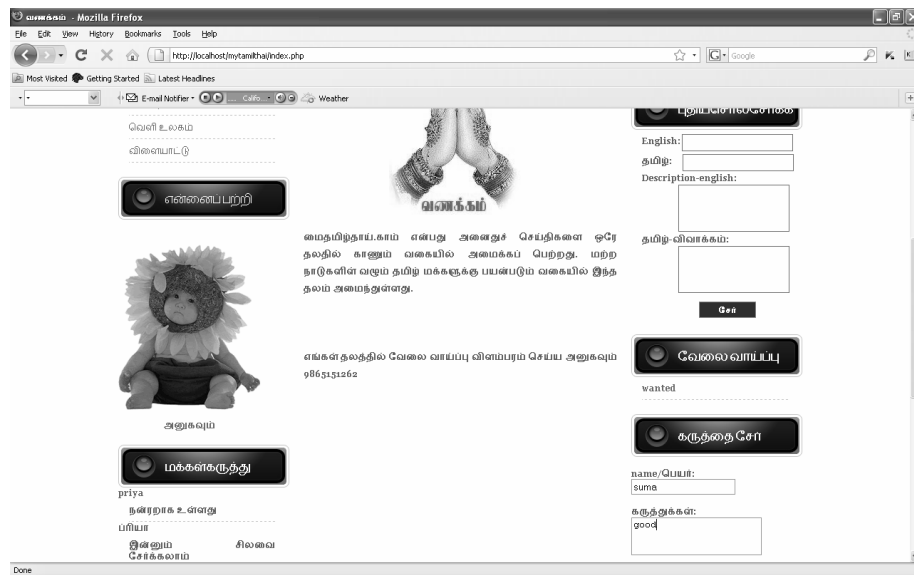 வணக்கம் - Mozilla Firefox
File Edit View History Bookmarks Tools Help
http://localhost/mytamilthai/index.php
Google
Most Visited Getting Started Latest Headlines
E-mail Notifier Califo... Weather
வெளி உலகம்
விளையாட்டு
என்னைப்பற்றி
அனுகவும்
மக்கள்கருத்து
priya
நன்றாக உள்ளது
ப்ரியா
இன்னும் சிலவை
சேர்க்கலாம்
வணக்கம்
மைதமிழ்தாய்.காம் என்பது அனைதுச் செய்திகளை ஒரே
தலதில் காணும் வகையில் அமைக்கப் பெற்றது. மற்ற
நாடுகளின் வழும் தமிழ் மக்களுக்கு பயன்படும் வகையில் இந்த
தலம் அமைந்துள்ளது.
எங்கள் தலத்தில் வேலை வாய்ப்பு விளம்பரம் செய்ய அனுகவும்
9865151262
புதியசொல்சேர்க்க
English:
தமிழ்:
Description-english:
தமிழ்-விவாக்கம்:
சேர்
வேலை வாய்ப்பு
wanted
கருத்தை சேர்
name/பெயர்:
suma
கருத்துக்கள்:
good
Done